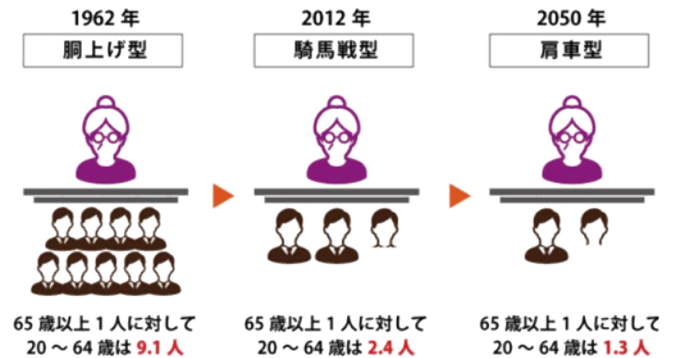 1962 年
胴上げ型
65 歳以上 1 人に対して
20 〜 64 歳は 9.1 人
2012 年
騎馬戦型
65 歳以上 1 人に対して
20 〜 64 歳は 2.4 人
2050 年
肩車型
65 歳以上 1 人に対して
20 〜 64 歳は 1.3 人